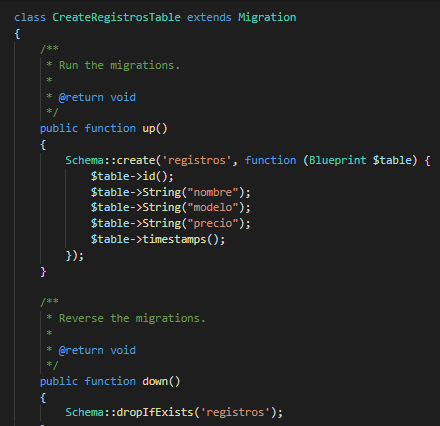 class CreateRegistrosTable extends Migration
{
    /**
     * Run the migrations.
     *
     * @return void
     */
    public function up()
    {
        Schema::create('registros', function (Blueprint $table) {
            $table->id();
            $table->String("nombre");
            $table->String("modelo");
            $table->String("precio");
            $table->timestamps();
        });
    }

    /**
     * Reverse the migrations.
     *
     * @return void
     */
    public function down()
    {
        Schema::dropIfExists('registros');